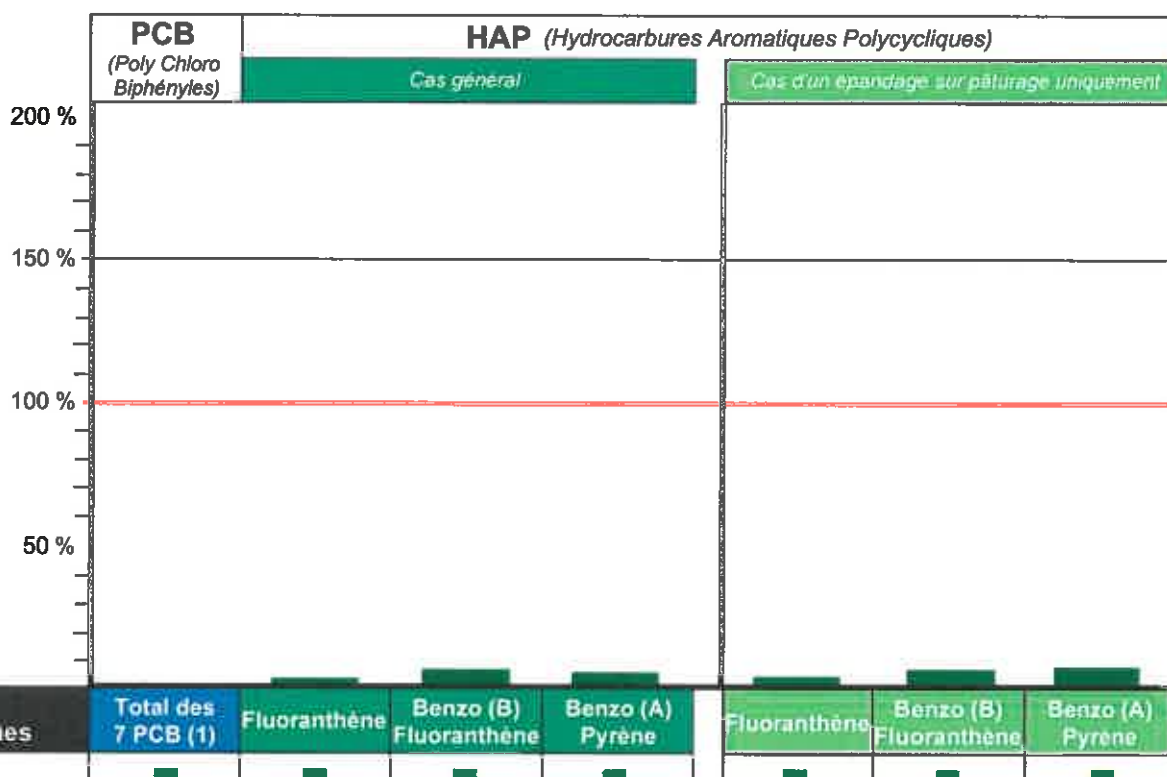 PCB
(Poly Chloro
Biphényles)
HAP (Hydrocarbures Aromatiques Polycycliques)
Cas général
Cas d'un épandage sur pâturage uniquement
200 %
150 %
100 %
50 %
Total des
7 PCB (1)
Fluoranthène
Benzo (B)
Fluoranthène
Benzo (A)
Pyrène
Fluoranthène
Benzo (B)
Fluoranthène
Benzo (A)
Pyrène